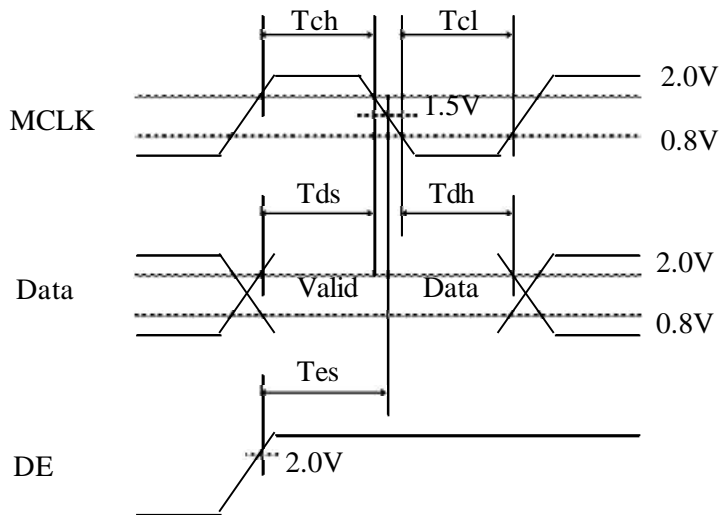 Tch Tcl
2.0V
MCLK 1.5V
0.8V
Tds Tdh
2.0V
Data Valid Data
0.8V
Tes
DE 2.0V